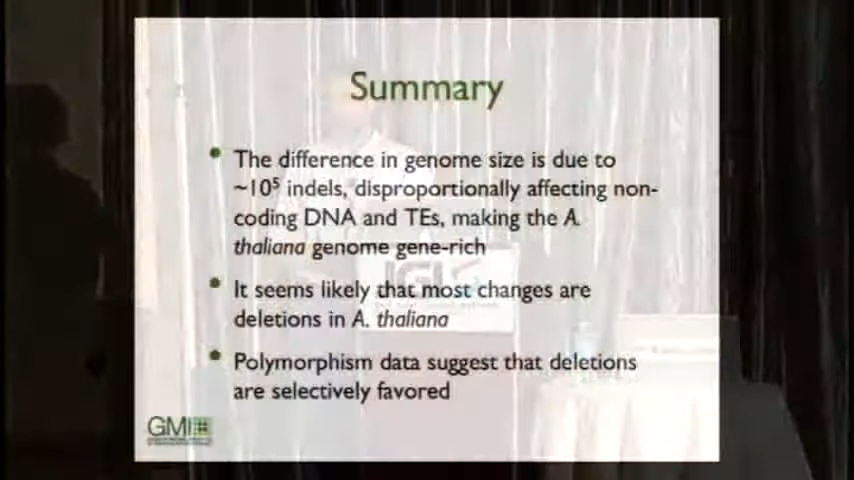 Summary
The difference in genome size is due to
~10⁵ indels, disproportionally affecting non-
coding DNA and TEs, making the A.
thaliana genome gene-rich
It seems likely that most changes are
deletions in A. thaliana
Polymorphism data suggest that deletions
are selectively favored
GMI